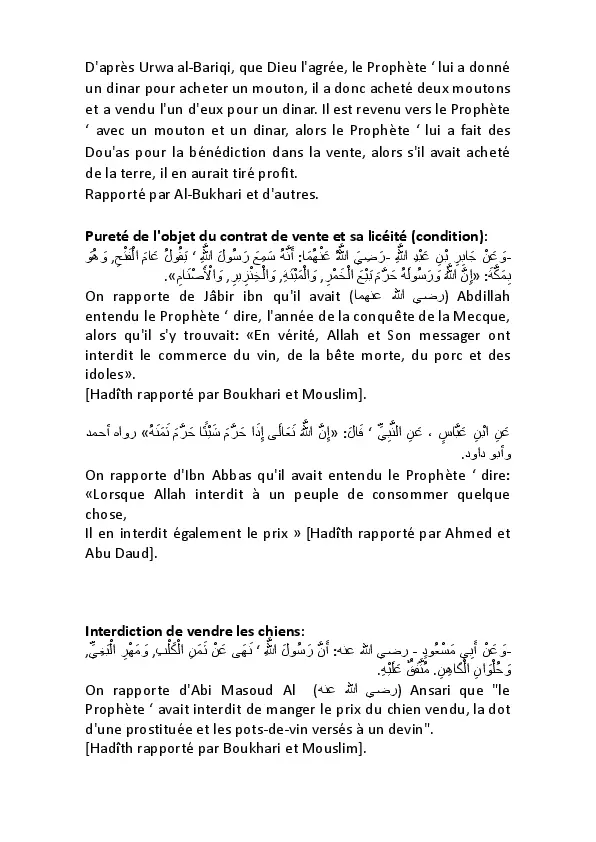 D'après Urwa al-Bariqi, que Dieu l'agrée, le Prophète ‘ lui a donné
un dinar pour acheter un mouton, il a donc acheté deux moutons
et a vendu l'un d'eux pour un dinar. Il est revenu vers le Prophète
‘ avec un mouton et un dinar, alors le Prophète ‘ lui a fait des
Dou'as pour la bénédiction dans la vente, alors s'il avait acheté
de la terre, il en aurait tiré profit.
Rapporté par Al-Bukhari et d'autres.
Pureté de l'objet du contrat de vente et sa licéité (condition):
-وَعَنْ جَابِرِ بْنِ عَبْدِ اللَّهِ -رَضِيَ اللَّهُ عَنْهُمَا: أَنَّهُ سَمِعَ رَسُولَ اللَّهِ ‘ يَقُولُ عَامَ الْفَتْحِ, وَهُوَ
بِمَكَّةَ: «إِنَّ اللَّهَ وَرَسُولَهُ حَرَّمَ بَيْعَ الْخَمْرِ, وَالْمَيْتَةِ, وَالْخِنْزِيرِ, وَالْأَصْنَامِ».
On rapporte de Jâbir ibn qu'il avait (رضي الله عنهما) Abdillah
entendu le Prophète ‘ dire, l'année de la conquête de la Mecque,
alors qu'il s'y trouvait: «En vérité, Allah et Son messager ont
interdit le commerce du vin, de la bête morte, du porc et des
idoles».
[Hadîth rapporté par Boukhari et Mouslim].
عَنِ ابْنِ عَبَّاسٍ ، عَنِ النَّبِيِّ ‘ قَالَ: «إِنَّ اللَّهَ تَعَالَى إِذَا حَرَّمَ شَيْئًا حَرَّمَ ثَمَنَهُ» رواه أحمد
وأبو داود.
On rapporte d'Ibn Abbas qu'il avait entendu le Prophète ‘ dire:
«Lorsque Allah interdit à un peuple de consommer quelque
chose,
Il en interdit également le prix » [Hadîth rapporté par Ahmed et
Abu Daud].
Interdiction de vendre les chiens:
-وَعَنْ أَبِي مَسْعُودٍ - رضي الله عنه: أَنَّ رَسُولَ اللَّهِ ‘ نَهَى عَنْ ثَمَنِ الْكَلْبِ, وَمَهْرِ الْبَغِيِّ,
وَحُلْوَانِ الْكَاهِنِ. مُتَّفَقٌ عَلَيْهِ.
On rapporte d'Abi Masoud Al (رضي الله عنه) Ansari que "le
Prophète ‘ avait interdit de manger le prix du chien vendu, la dot
d'une prostituée et les pots-de-vin versés à un devin".
[Hadîth rapporté par Boukhari et Mouslim].